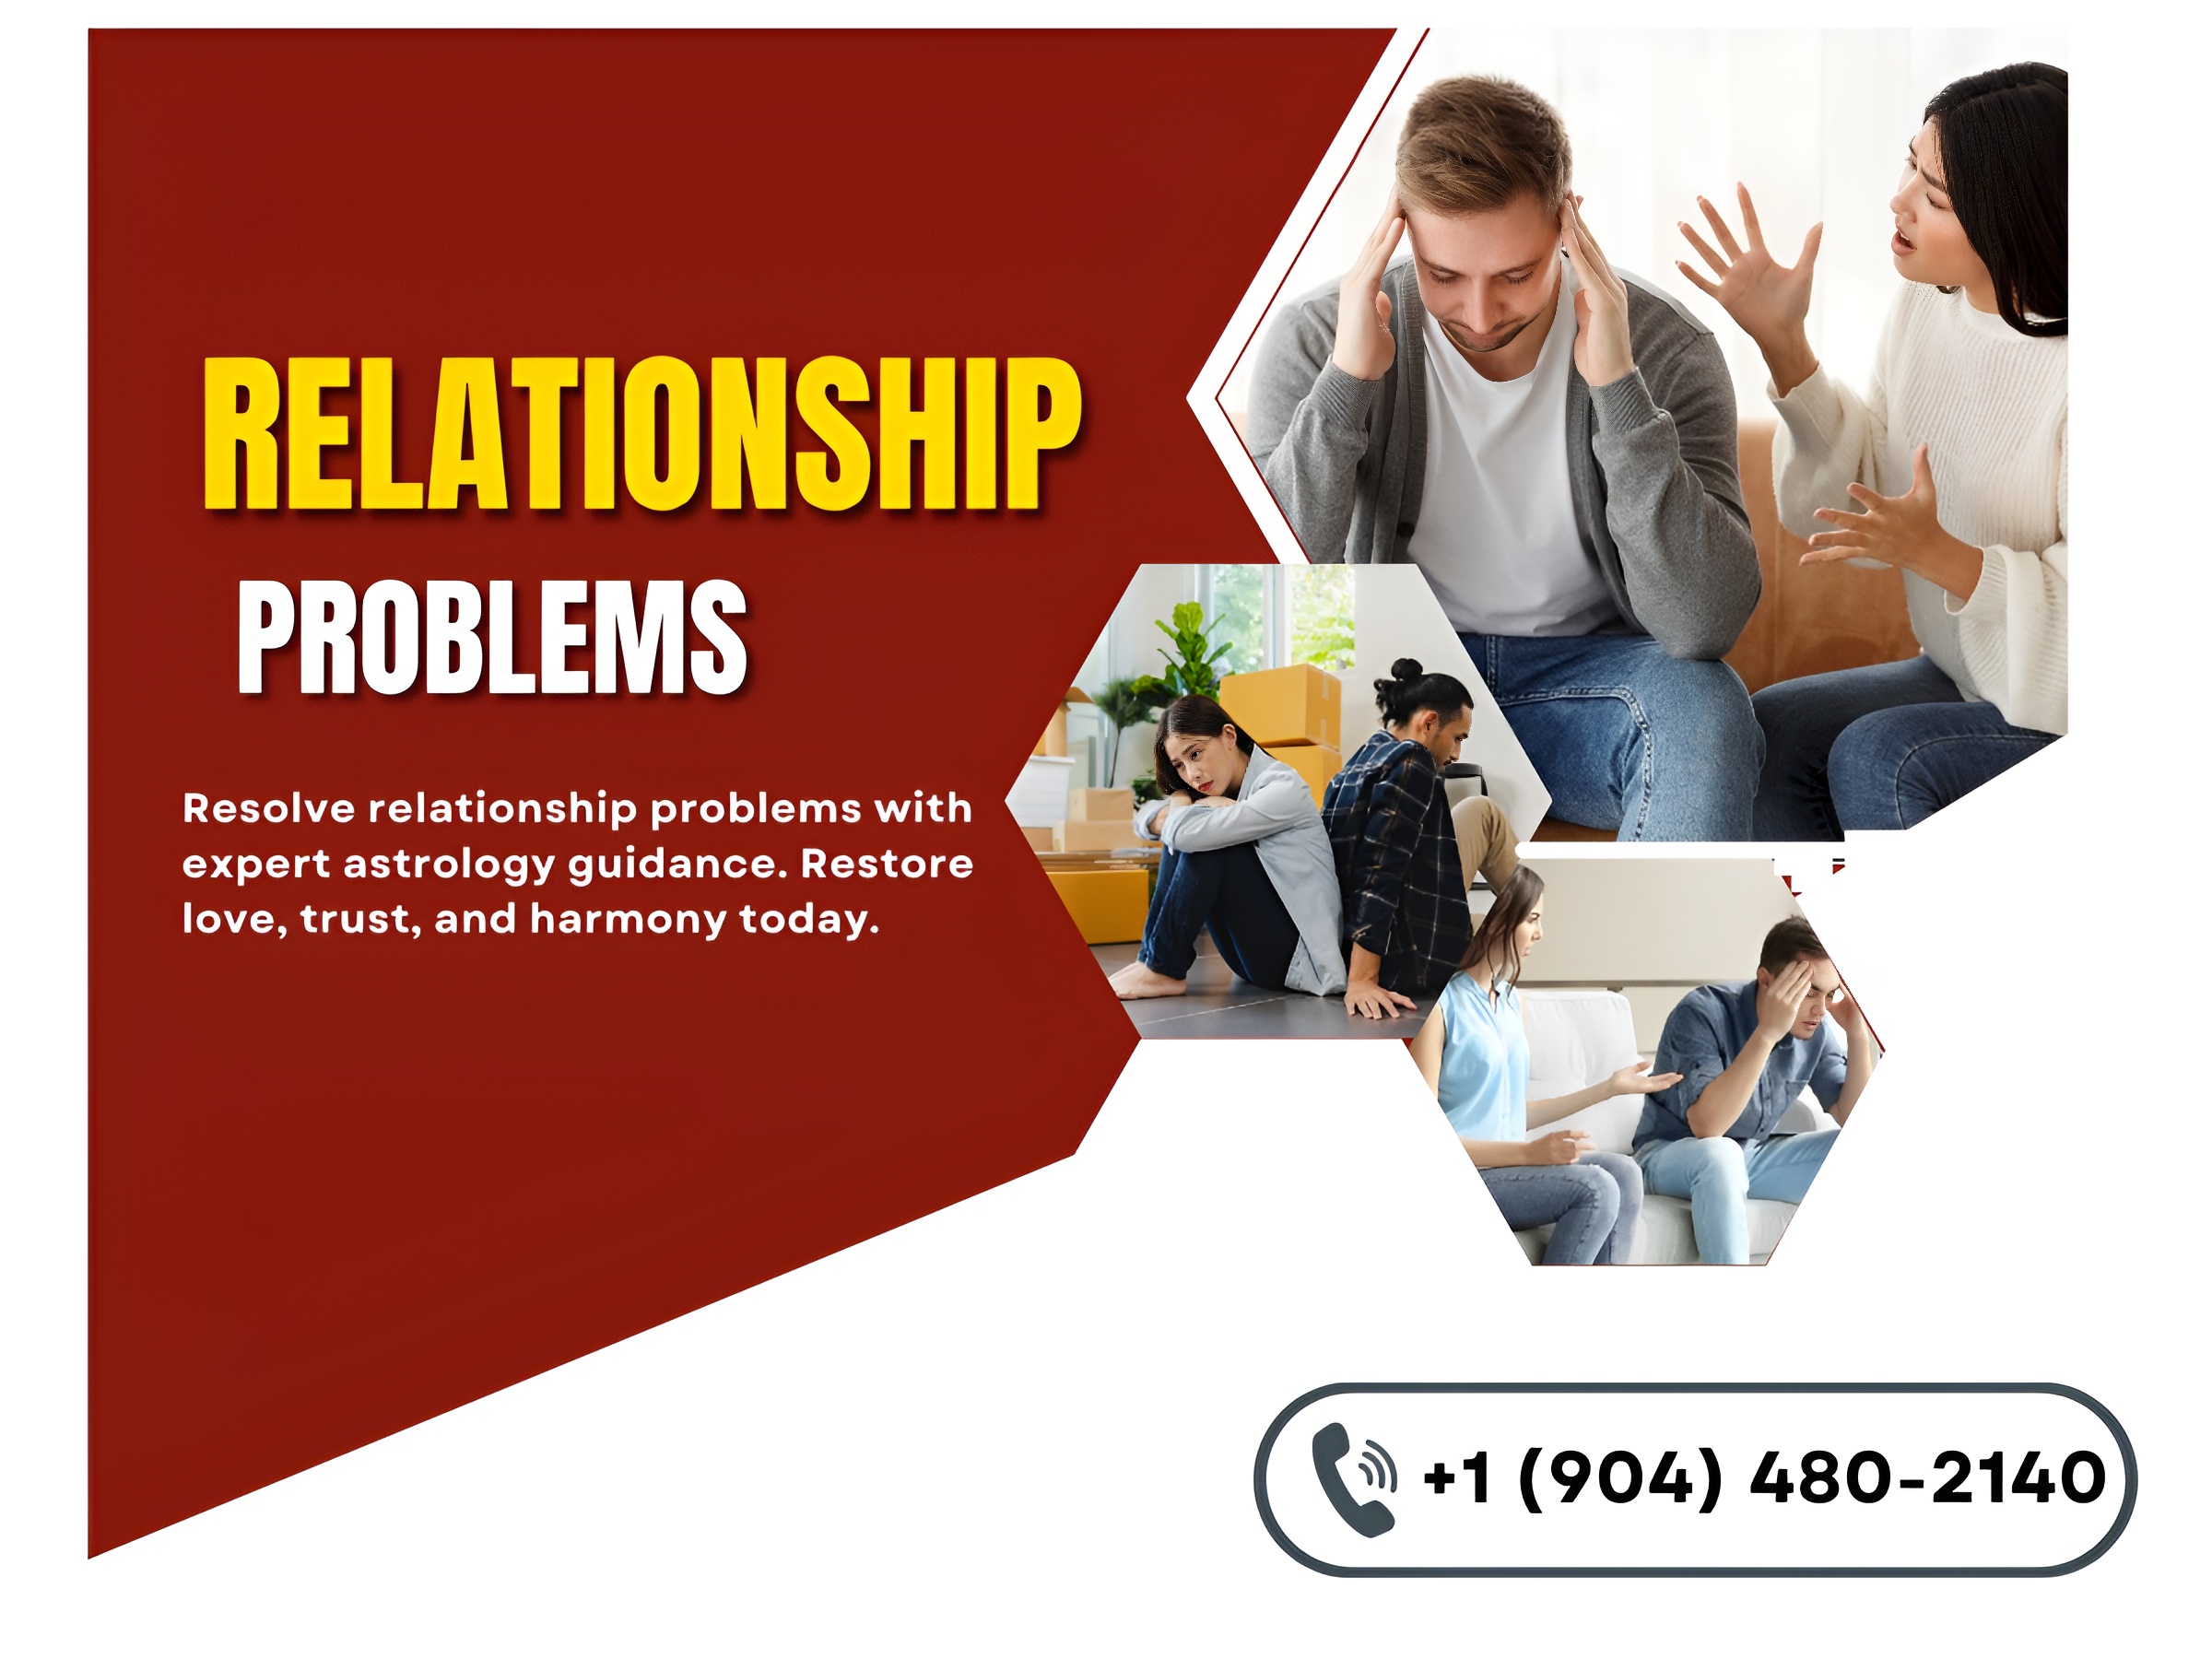 RELATIONSHIP
PROBLEMS
Resolve relationship problems with
expert astrology guidance. Restore
love, trust, and harmony today.
+1 (904) 480-2140